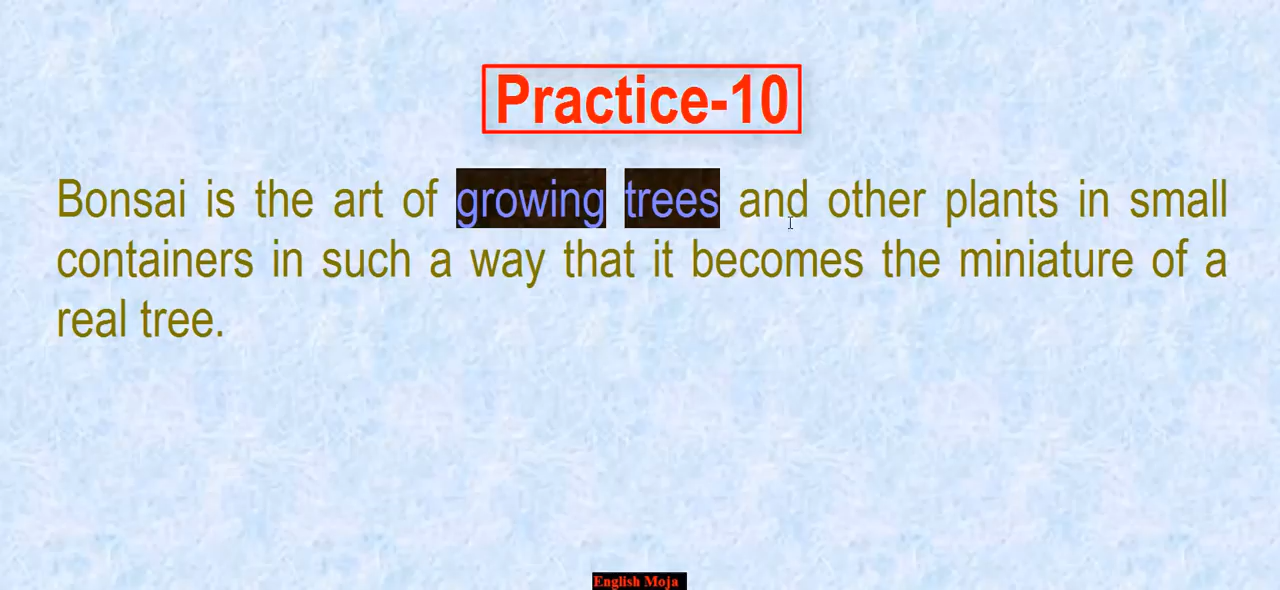 Practice-10
Bonsai is the art of growing trees and other plants in small
containers in such a way that it becomes the miniature of a
real tree.
English Moja